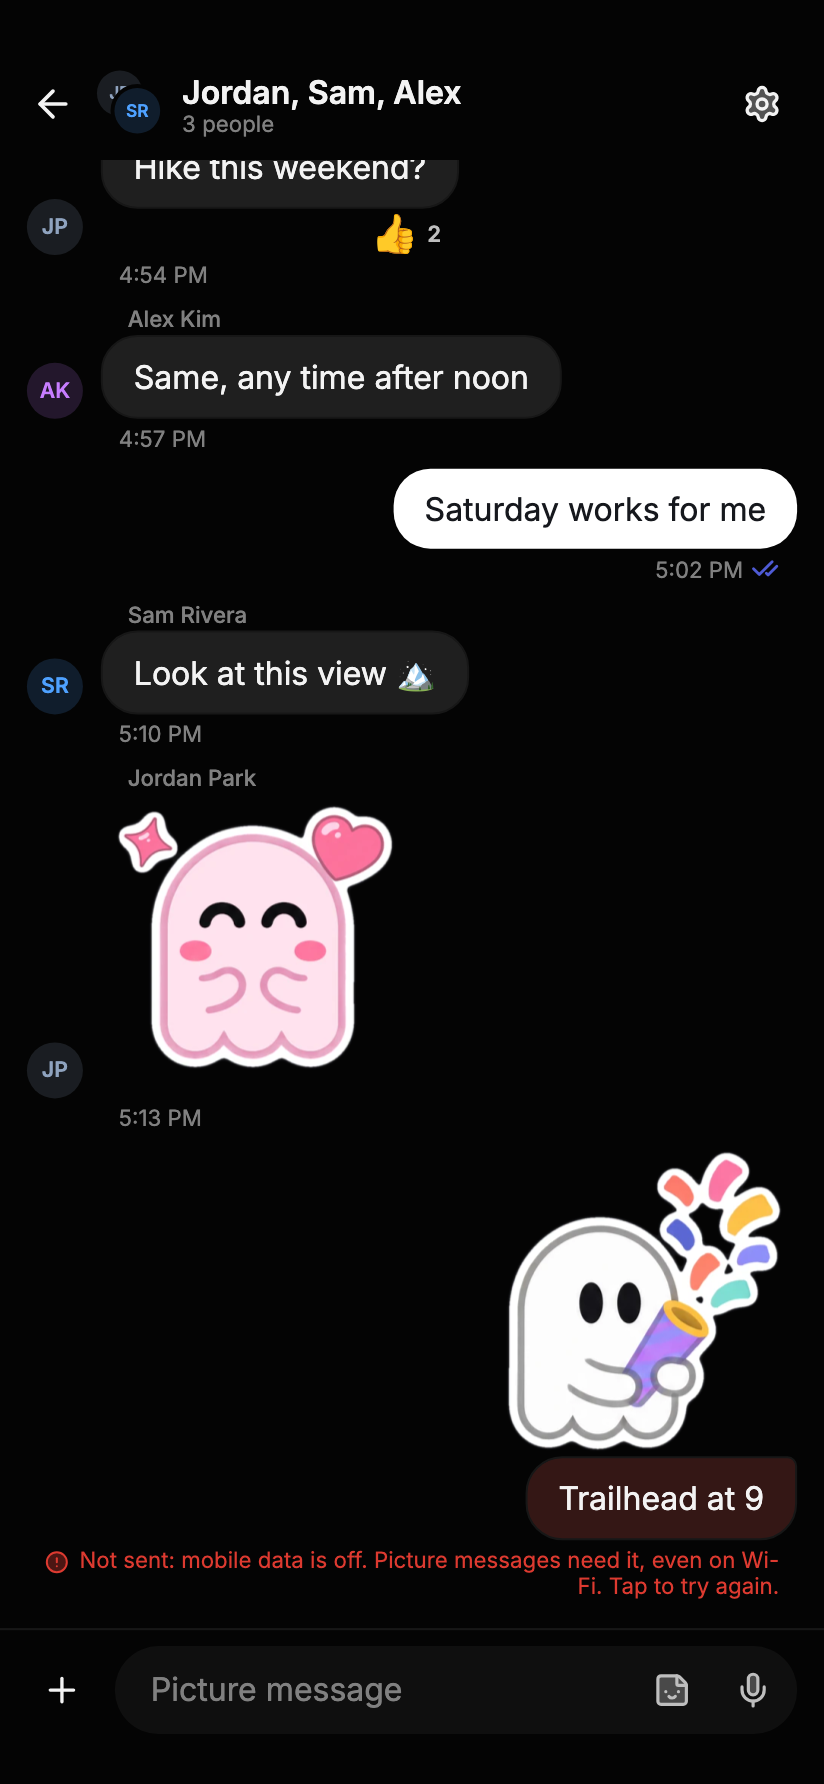 SR
Jordan, Sam, Alex
3 people
Hike this weekend?
JP
2
4:54 PM
Alex Kim
AK
Same, any time after noon
4:57 PM
Saturday works for me
5:02 PM
Sam Rivera
SR
Look at this view
5:10 PM
Jordan Park
JP
5:13 PM
Trailhead at 9
Not sent: mobile data is off. Picture messages need it, even on Wi-
Fi. Tap to try again.
Picture message